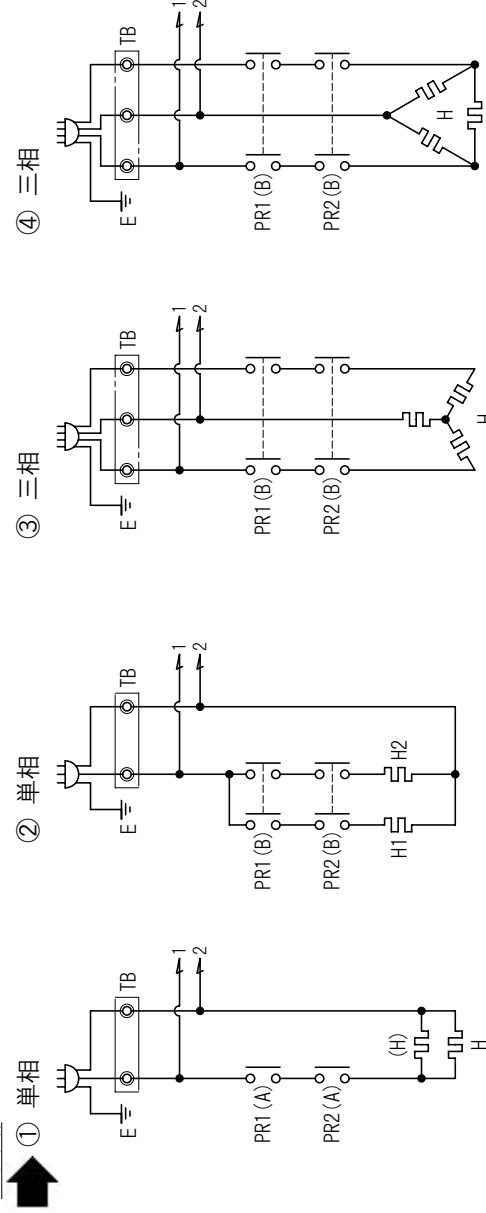 ① 単相
E
TB
1
2
PR1(A)
PR2(A)
(H)
H
② 単相
E
TB
1
2
PR1(B)
PR2(B)
H1
H2
③ 三相
E
TB
1
2
PR1(B)
PR2(B)
H
④ 三相
E
TB
1
2
PR1(B)
PR2(B)
H